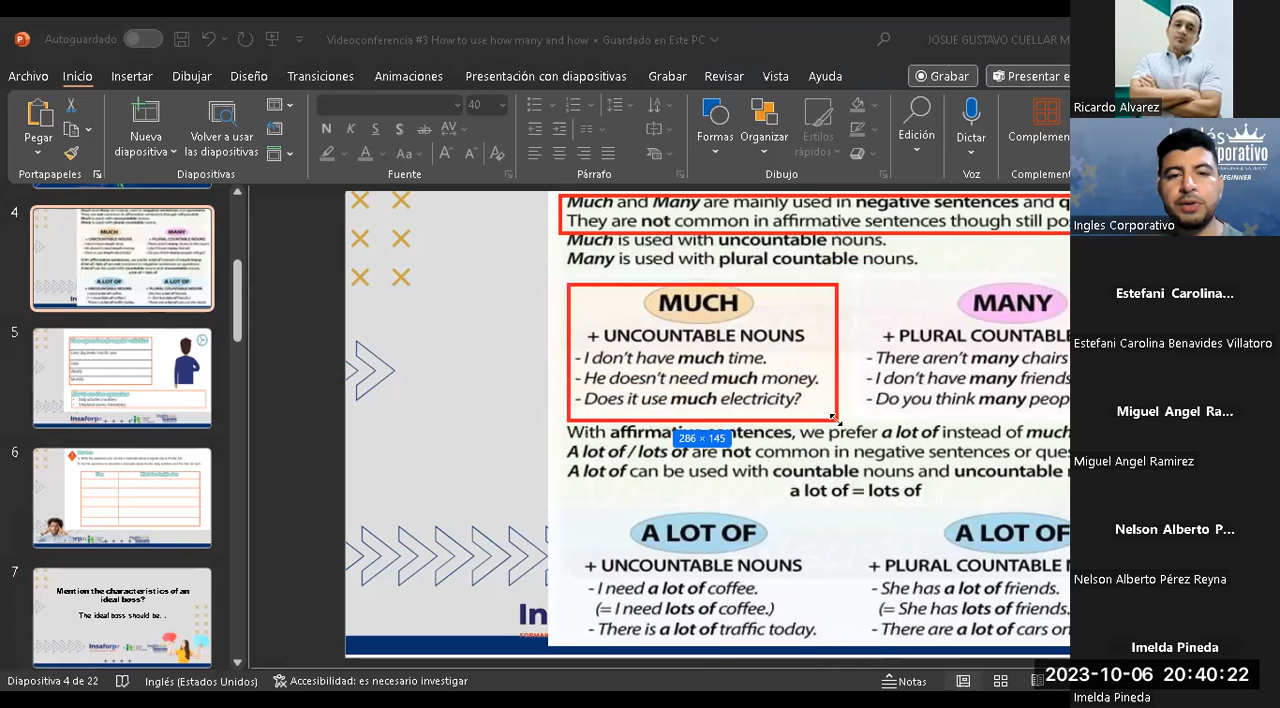 Autoguardado
Videoconferencia #3 How to use how many and how • Guardado en Este PC
JOSUE GUSTAVO CUELLAR M
Archivo Inicio Insertar Dibujar Diseño Transiciones Animaciones Presentación con diapositivas Grabar Revisar Vista Ayuda
Grabar
Presentar e
Pegar
Nueva diapositiva
Volver a usar las diapositivas
40
N K S S ab AV
Aa
Formas
Organizar
Estilos rápidos
Edición
Dictar
Complemen
Portapapeles
Diapositivas
Fuente
Párrafo
Dibujo
Voz
Complemen
4
5
6
7
Mention the characteristics of an
ideal boss?
The ideal boss should be...
Much and Many are mainly used in negative sentences and q
They are not common in affirmative sentences though still po
Much is used with uncountable nouns.
Many is used with plural countable nouns.
MUCH
+ UNCOUNTABLE NOUNS
- I don't have much time.
- He doesn't need much money.
- Does it use much electricity?
MANY
+ PLURAL COUNTABLE
- There aren't many chairs
- I don't have many friends
- Do you think many peop
286 × 145
With affirmative sentences, we prefer a lot of instead of much
A lot of / lots of are not common in negative sentences or que
A lot of can be used with countable nouns and uncountable
a lot of = lots of
A LOT OF
+ UNCOUNTABLE NOUNS
- I need a lot of coffee.
(= I need lots of coffee.)
- There is a lot of traffic today.
A LOT OF
+ PLURAL COUNTABLE
- She has a lot of friends.
(= She has lots of friends.
- There are a lot of cars on
In
Diapositiva 4 de 22
Inglés (Estados Unidos)
Accesibilidad: es necesario investigar
Notas
Ricardo Alvarez
Ingles Corporativo
Estefani Carolina...
Estefani Carolina Benavides Villatoro
Miguel Angel Ra...
Miguel Angel Ramirez
Nelson Alberto P...
Nelson Alberto Pérez Reyna
Imelda Pineda
2023-10-06 20:40:22
Imelda Pineda